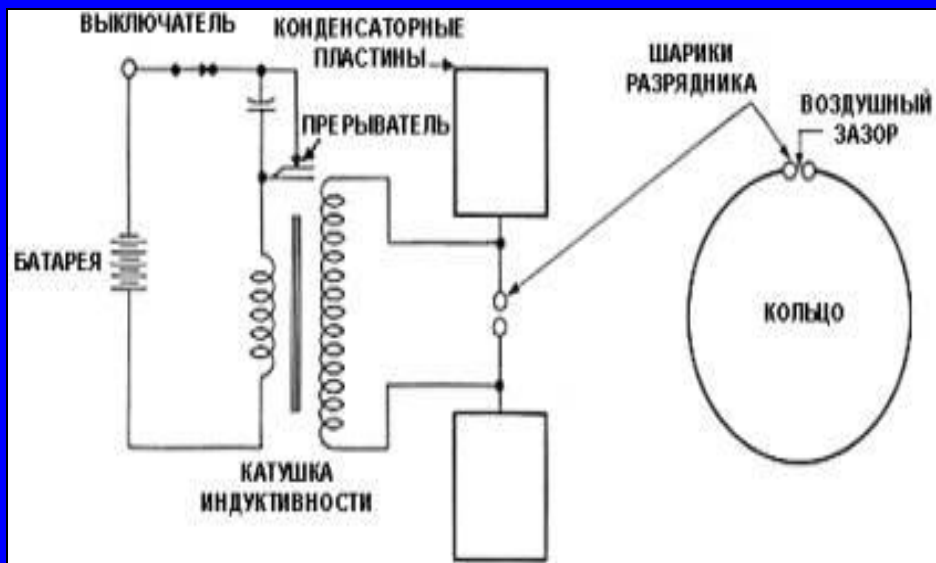 ВЫКЛЮЧАТЕЛЬ
КОНДЕНСАТОРНЫЕ
ПЛАСТИНЫ
ШАРИКИ
РАЗРЯДНИКА
ВОЗДУШНЫЙ
ЗАЗОР
ПРЕРЫВАТЕЛЬ
БАТАРЕЯ
КОЛЬЦО
КАТУШКА
ИНДУКТИВНОСТИ